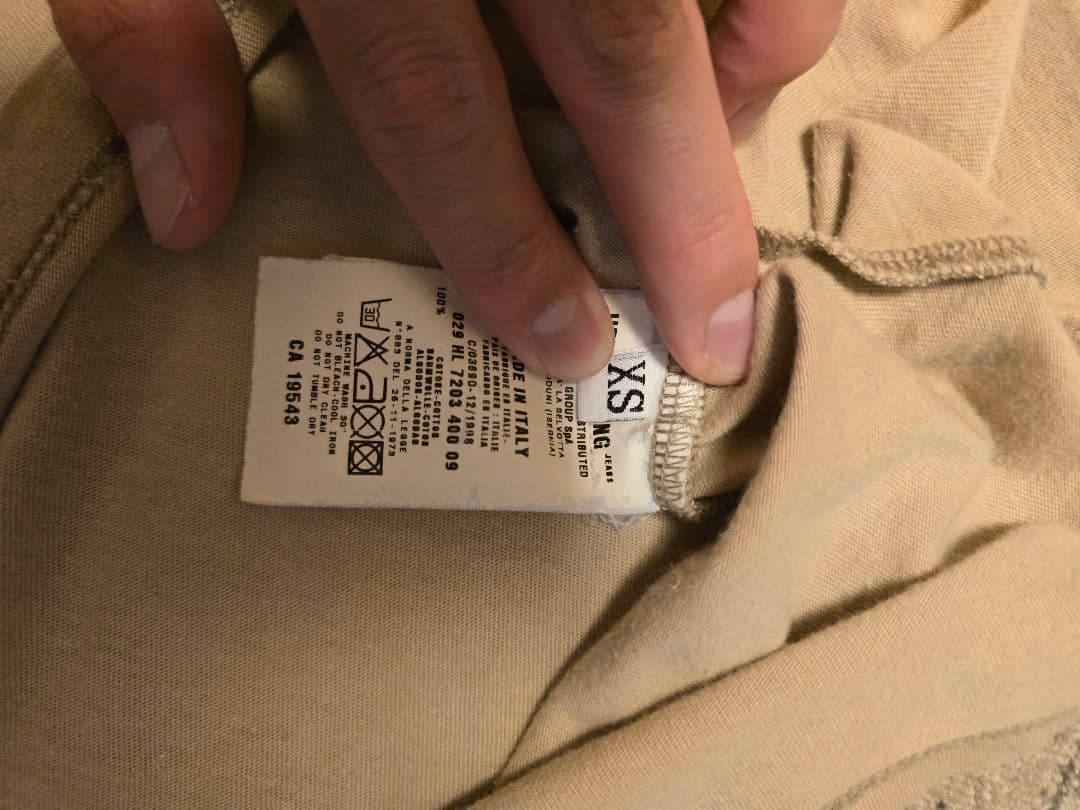 XS
NG JEANS
STRIBUTED
GROUP SpA
A' LA SELVOTTA
(ISERNIA)
DE IN ITALY
FABRIQUE EN ITALIE-
PAIS DE ORIGEN: ITALIE
FABRICADO EN ITALIA
C/03890-12/1998
029 HL 7203 400 09
100%
COTONE-COTTON
BAUMWOLLE-COTON
ALGODON-ALGODAO
A NORMA DELLA LEGGE
N°883 DEL 26-11-1973
30
MACHINE WASH 30°
DO NOT BLEACH-COOL IRON
DO NOT DRY CLEAN
DO NOT TUMBLE DRY
CA 19543